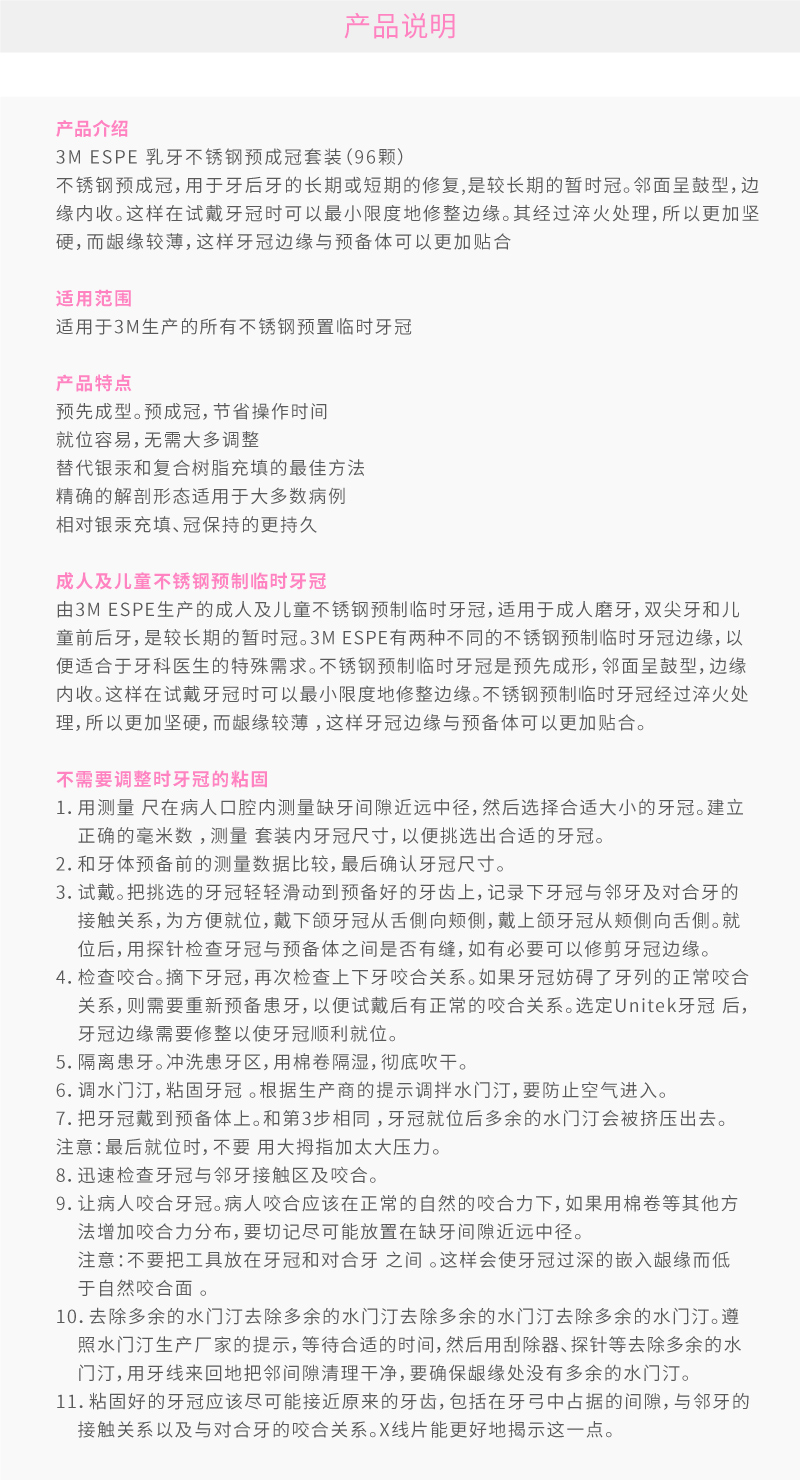 产品说明
产品介绍
3M ESPE 乳牙不锈钢预成冠套装（96颗）
不锈钢预成冠，用于牙后牙的长期或短期的修复,是较长期的暂时冠。邻面呈鼓型，边
缘内收。这样在试戴牙冠时可以最小限度地修整边缘。其经过淬火处理，所以更加坚
硬，而龈缘较薄，这样牙冠边缘与预备体可以更加贴合
适用范围
适用于3M生产的所有不锈钢预置临时牙冠
产品特点
预先成型。预成冠，节省操作时间
就位容易，无需大多调整
替代银汞和复合树脂充填的最佳方法
精确的解剖形态适用于大多数病例
相对银汞充填、冠保持的更持久
成人及儿童不锈钢预制临时牙冠
由3M ESPE生产的成人及儿童不锈钢预制临时牙冠，适用于成人磨牙，双尖牙和儿
童前后牙，是较长期的暂时冠。3M ESPE有两种不同的不锈钢预制临时牙冠边缘，以
便适合于牙科医生的特殊需求。不锈钢预制临时牙冠是预先成形，邻面呈鼓型，边缘
内收。这样在试戴牙冠时可以最小限度地修整边缘。不锈钢预制临时牙冠经过淬火处
理，所以更加坚硬，而龈缘较薄 ，这样牙冠边缘与预备体可以更加贴合。
不需要调整时牙冠的粘固
1. 用测量 尺在病人口腔内测量缺牙间隙近远中径，然后选择合适大小的牙冠。建立
正确的毫米数 ，测量 套装内牙冠尺寸，以便挑选出合适的牙冠。
2. 和牙体预备前的测量数据比较，最后确认牙冠尺寸。
3. 试戴。把挑选的牙冠轻轻滑动到预备好的牙齿上，记录下牙冠与邻牙及对合牙的
接触关系，为方便就位，戴下颌牙冠从舌側向颊側，戴上颌牙冠从颊側向舌側。就
位后，用探针检查牙冠与预备体之间是否有缝，如有必要可以修剪牙冠边缘。
4. 检查咬合。摘下牙冠，再次检查上下牙咬合关系。如果牙冠妨碍了牙列的正常咬合
关系，则需要重新预备患牙，以便试戴后有正常的咬合关系。选定Unitek牙冠 后，
牙冠边缘需要修整以使牙冠顺利就位。
5. 隔离患牙。冲洗患牙区，用棉卷隔湿，彻底吹干。
6. 调水门汀，粘固牙冠 。根据生产商的提示调拌水门汀，要防止空气进入。
7. 把牙冠戴到预备体上。和第3步相同 ，牙冠就位后多余的水门汀会被挤压出去。
注意：最后就位时，不要 用大拇指加太大压力。
8. 迅速检查牙冠与邻牙接触区及咬合。
9. 让病人咬合牙冠。病人咬合应该在正常的自然的咬合力下，如果用棉卷等其他方
法增加咬合力分布，要切记尽可能放置在缺牙间隙近远中径。
注意：不要把工具放在牙冠和对合牙 之间 。这样会使牙冠过深的嵌入龈缘而低
于自然咬合面 。
10. 去除多余的水门汀去除多余的水门汀去除多余的水门汀去除多余的水门汀。遵
照水门汀生产厂家的提示，等待合适的时间，然后用刮除器、探针等去除多余的水
门汀，用牙线来回地把邻间隙清理干净，要确保龈缘处没有多余的水门汀。
11. 粘固好的牙冠应该尽可能接近原来的牙齿，包括在牙弓中占据的间隙，与邻牙的
接触关系以及与对合牙的咬合关系。X线片能更好地揭示这一点。